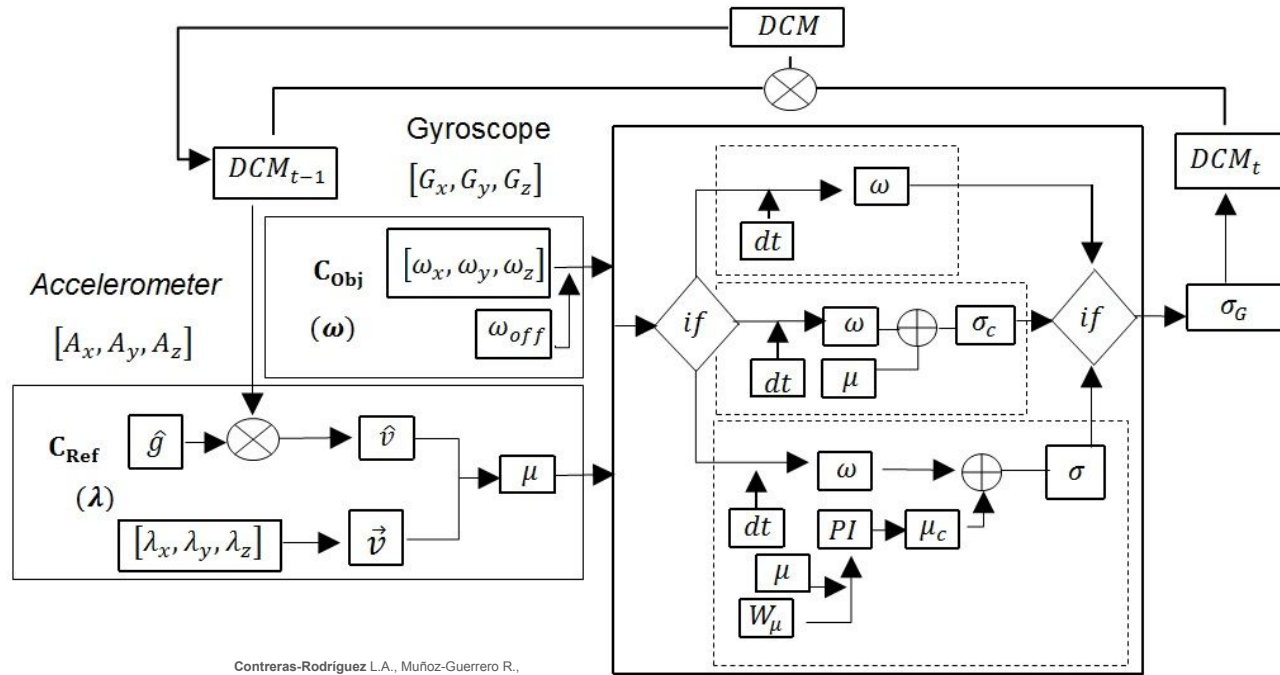 DCM
DCM_{t−1}
Gyroscope
[G_x, G_y, G_z]
DCM_t
Accelerometer
[A_x, A_y, A_z]
C_Obj
(ω)
[ω_x, ω_y, ω_z]
ω_off
C_Ref
(λ)
ĝ
v̂
[λ_x, λ_y, λ_z]
v⃗
μ
if
dt
ω
dt
ω
μ
σ_c
dt
ω
PI
μ_c
μ
W_μ
σ
if
σ_G
Contreras-Rodríguez L.A., Muñoz-Guerrero R.,